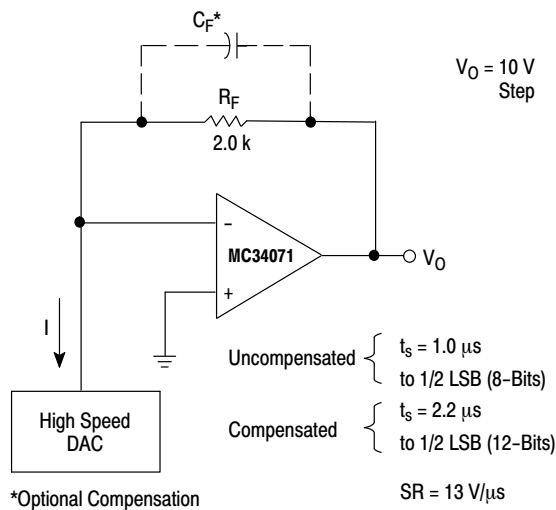 C_F*
V_O = 10 V
Step
R_F
2.0 k
−
MC34071
V_O
+
I
Uncompensated
t_s = 1.0 μs
to 1/2 LSB (8−Bits)
High Speed
DAC
Compensated
t_s = 2.2 μs
to 1/2 LSB (12−Bits)
*Optional Compensation
SR = 13 V/μs